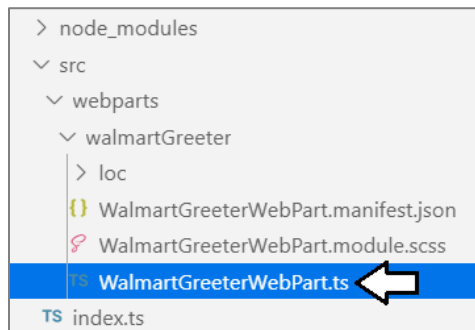 node_modules
src
webparts
walmartGreeter
loc
{} WalmartGreeterWebPart.manifest.json
WalmartGreeterWebPart.module.scss
TS WalmartGreeterWebPart.ts
TS index.ts